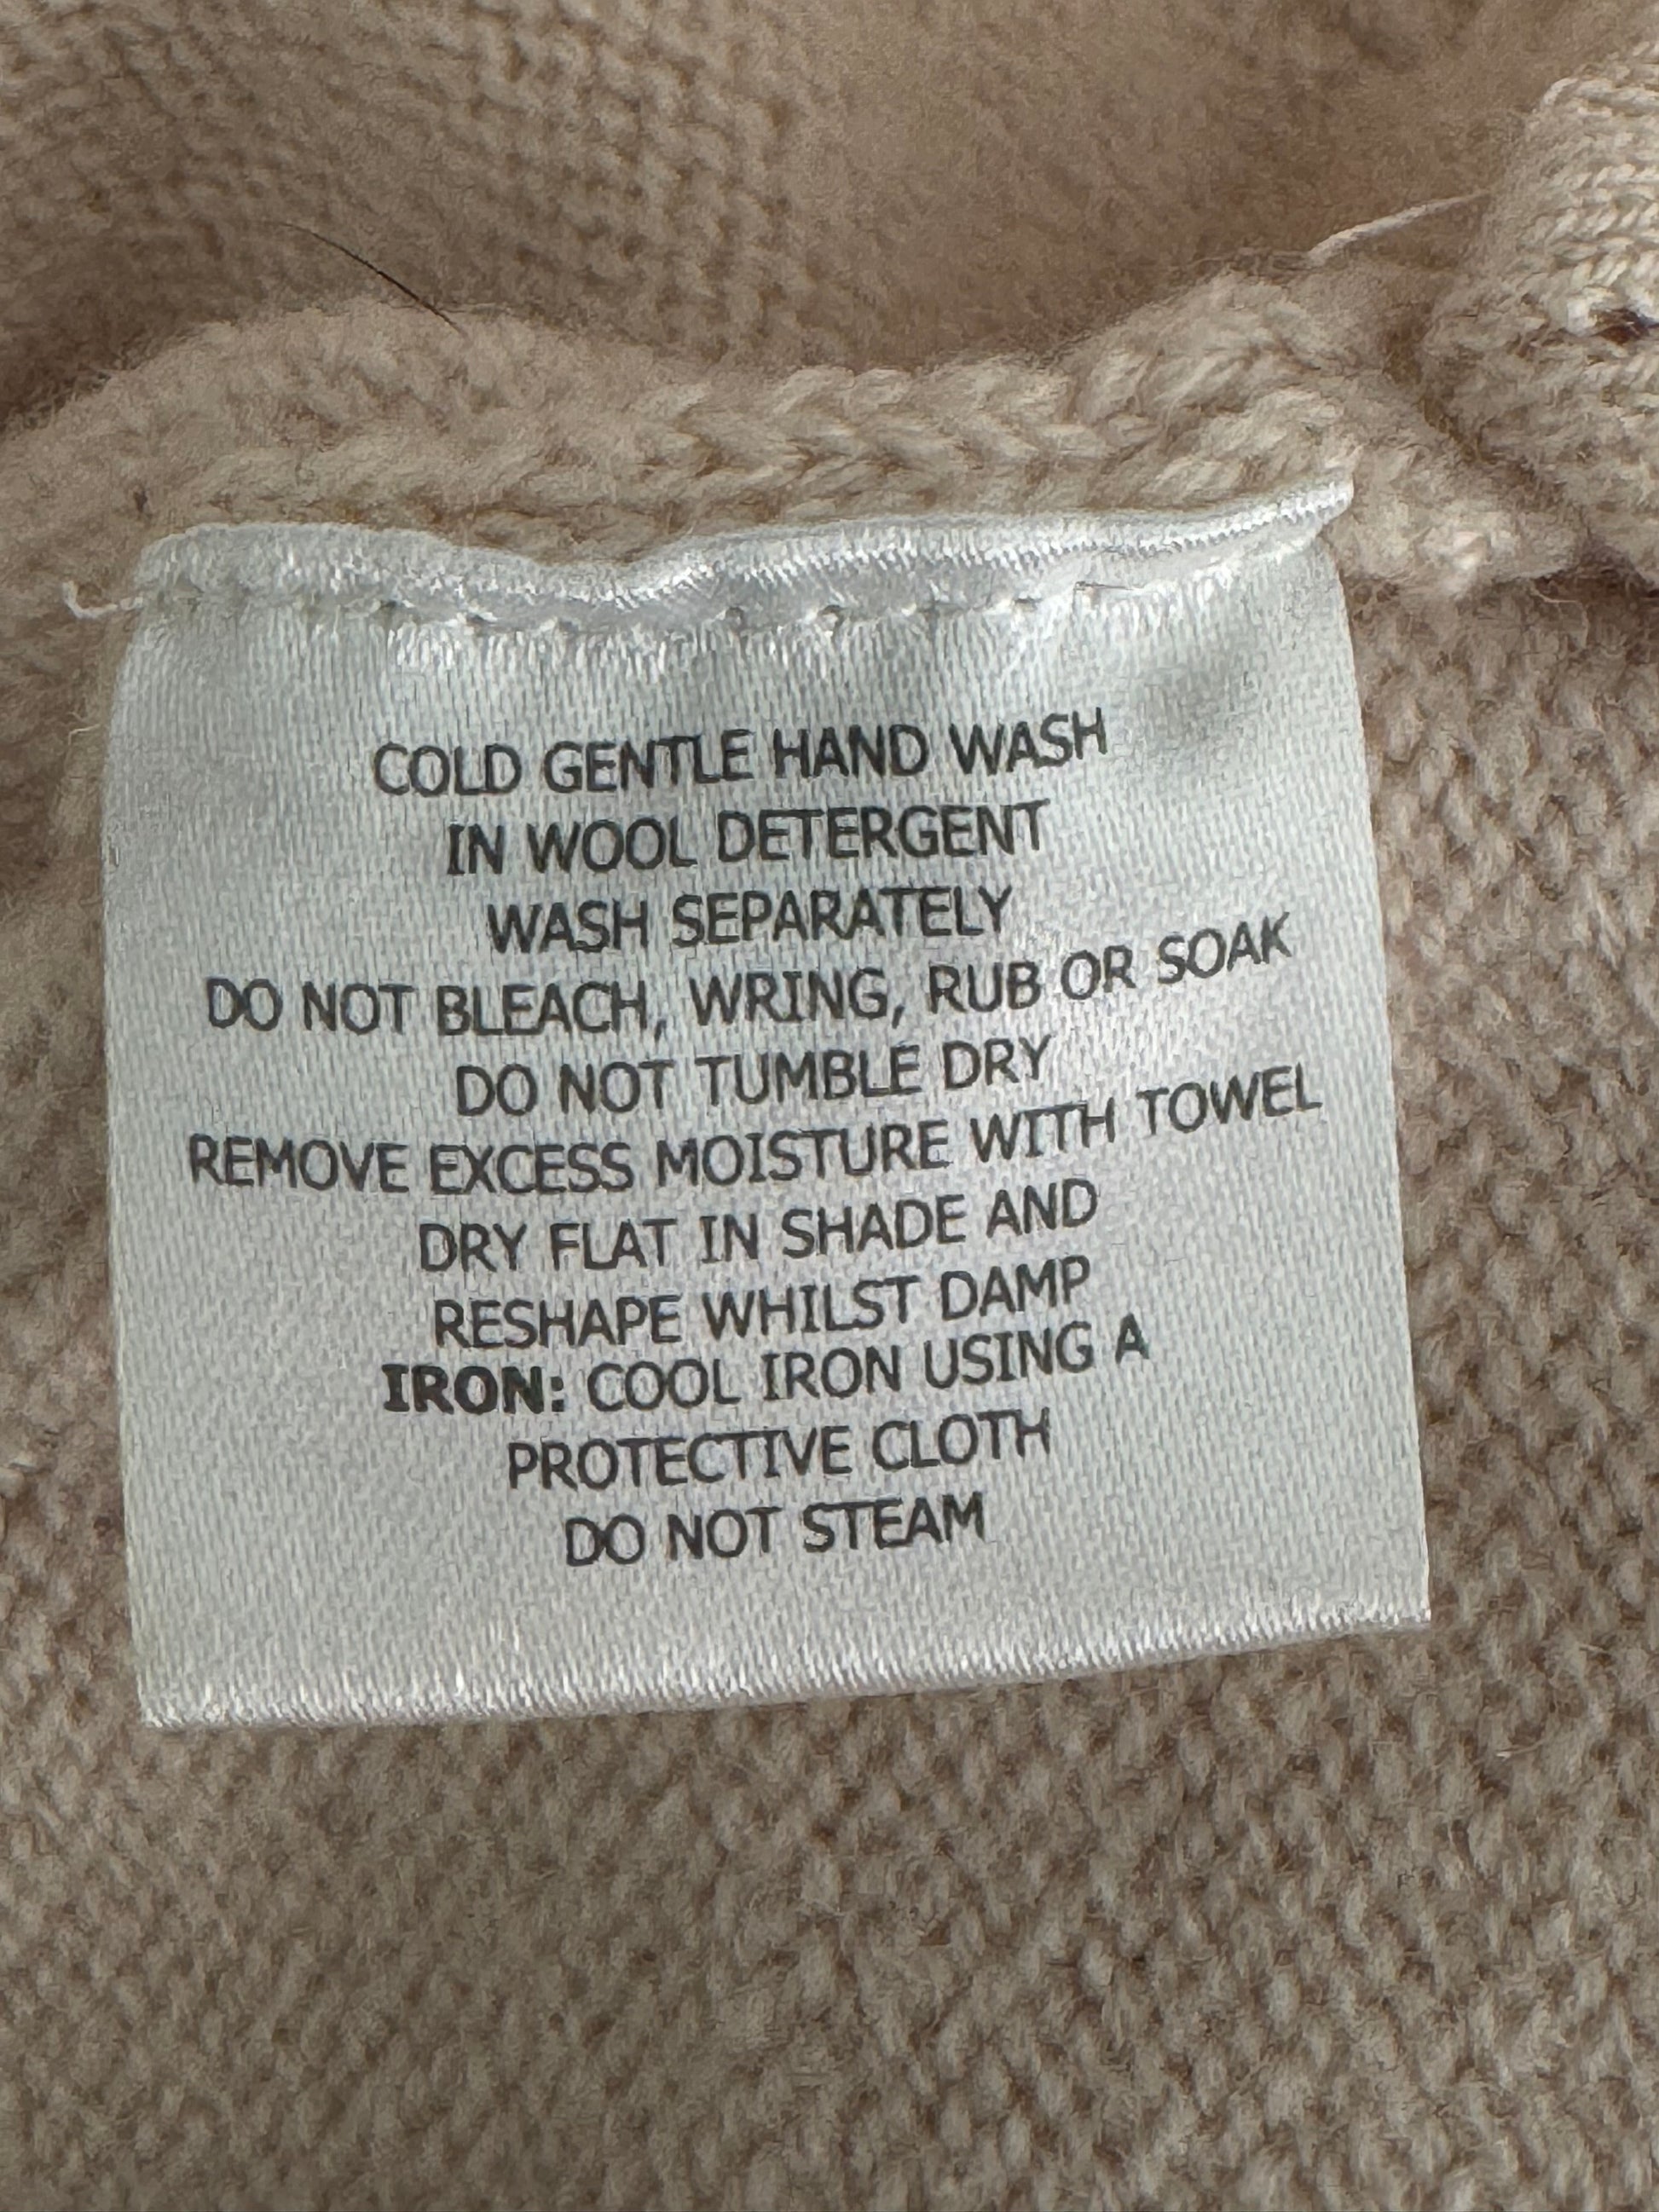 COLD GENTLE HAND WASH
IN WOOL DETERGENT
WASH SEPARATELY
DO NOT BLEACH, WRING, RUB OR SOAK
DO NOT TUMBLE DRY
REMOVE EXCESS MOISTURE WITH TOWEL
DRY FLAT IN SHADE AND
RESHAPE WHILST DAMP
IRON: COOL IRON USING A
PROTECTIVE CLOTH
DO NOT STEAM